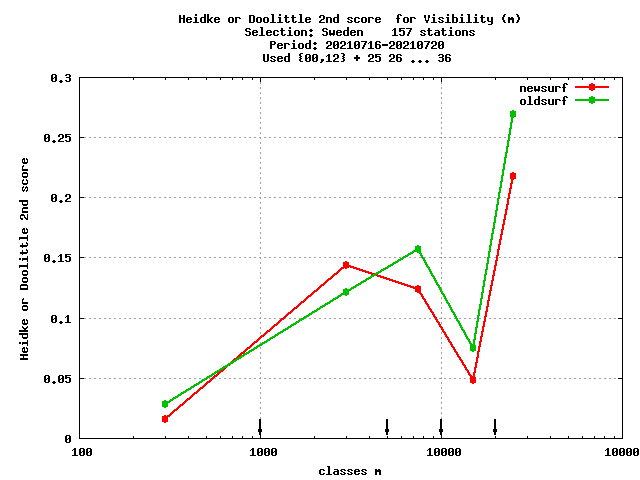 Heidke or Doolittle 2nd score  for Visibility (m)
Selection: Sweden    157 stations
Period: 20210716-20210720
Used {00,12} + 25 26 ... 36
newsurf
oldsurf
Heidke or Doolittle 2nd score
0.3
0.25
0.2
0.15
0.1
0.05
0
100 1000 10000 10000
classes m